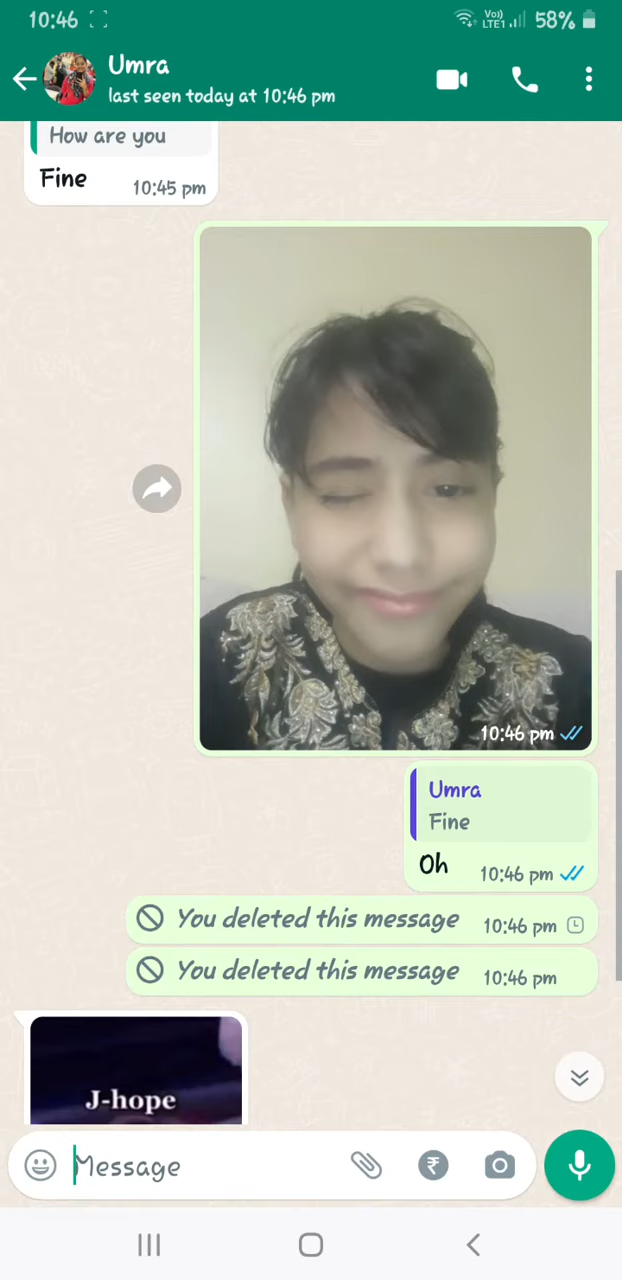 10:46
Vo)) LTE1 58%
Umra
last seen today at 10:46 pm
How are you
Fine 10:45 pm
10:46 pm
Umra
Fine
Oh 10:46 pm
You deleted this message 10:46 pm
You deleted this message 10:46 pm
J-hope
Message